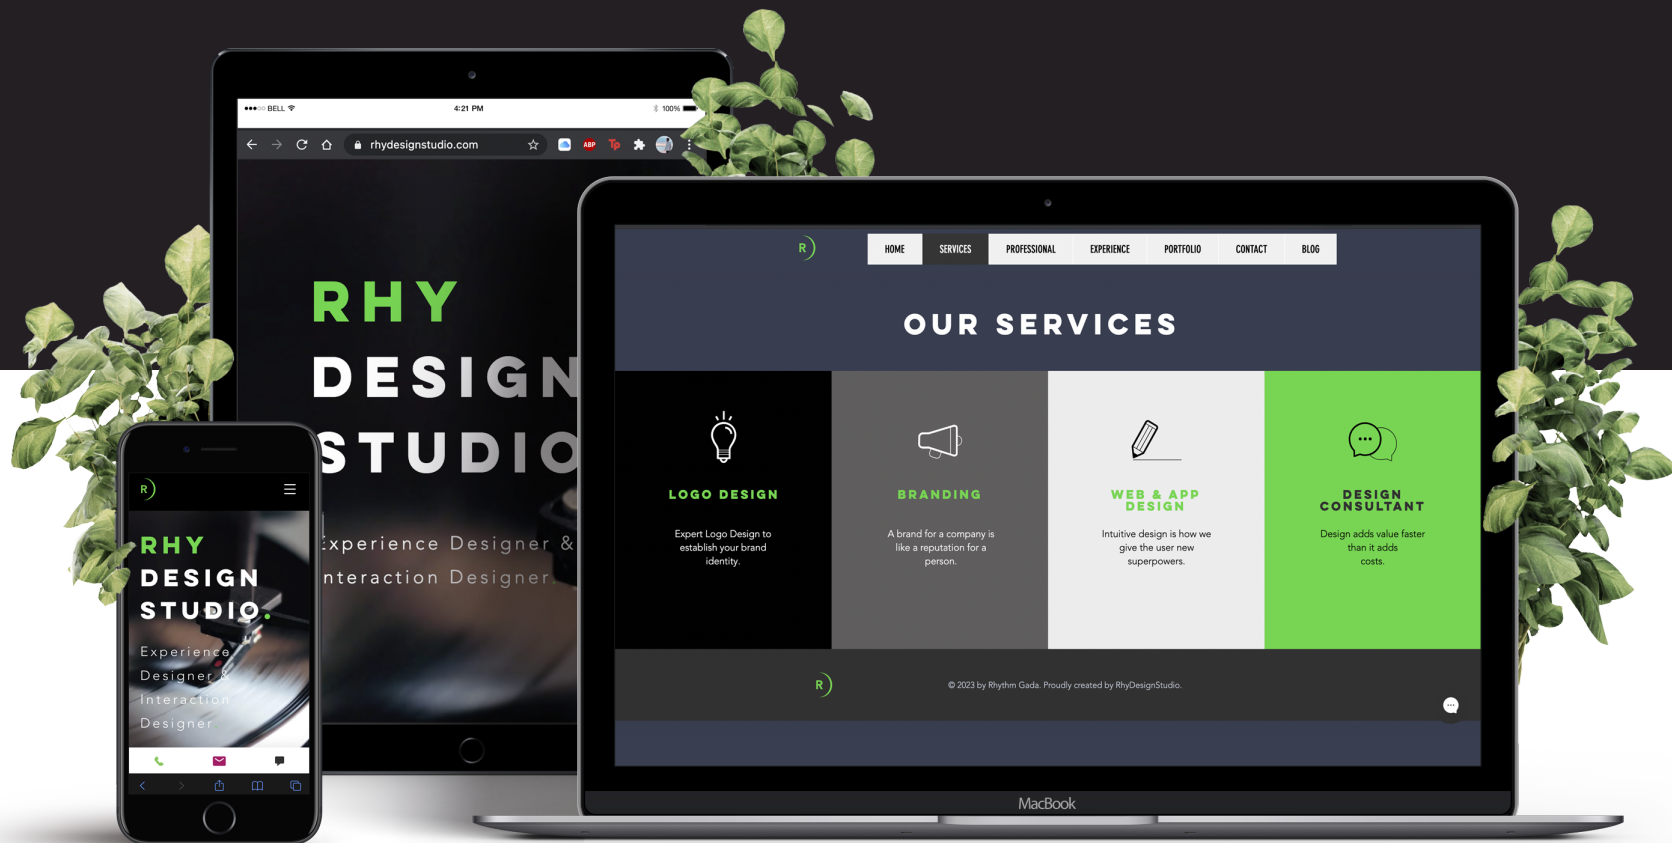 BELL
4:21 PM
100%
rhydesignstudio.com
ABP
Tp
RHY
DESIGN
STUDIO
Experience Designer &
Interaction Designer.
R
RHY
DESIGN
STUDIO.
Experience
Designer &
Interaction
Designer
R
HOME SERVICES PROFESSIONAL EXPERIENCE PORTFOLIO CONTACT BLOG
OUR SERVICES
LOGO DESIGN
Expert Logo Design to
establish your brand
identity.
BRANDING
A brand for a company is
like a reputation for a
person.
WEB & APP
DESIGN
Intuitive design is how we
give the user new
superpowers.
DESIGN
CONSULTANT
Design adds value faster
than it adds
costs.
R
© 2023 by Rhythm Gada. Proudly created by RhyDesignStudio.
MacBook